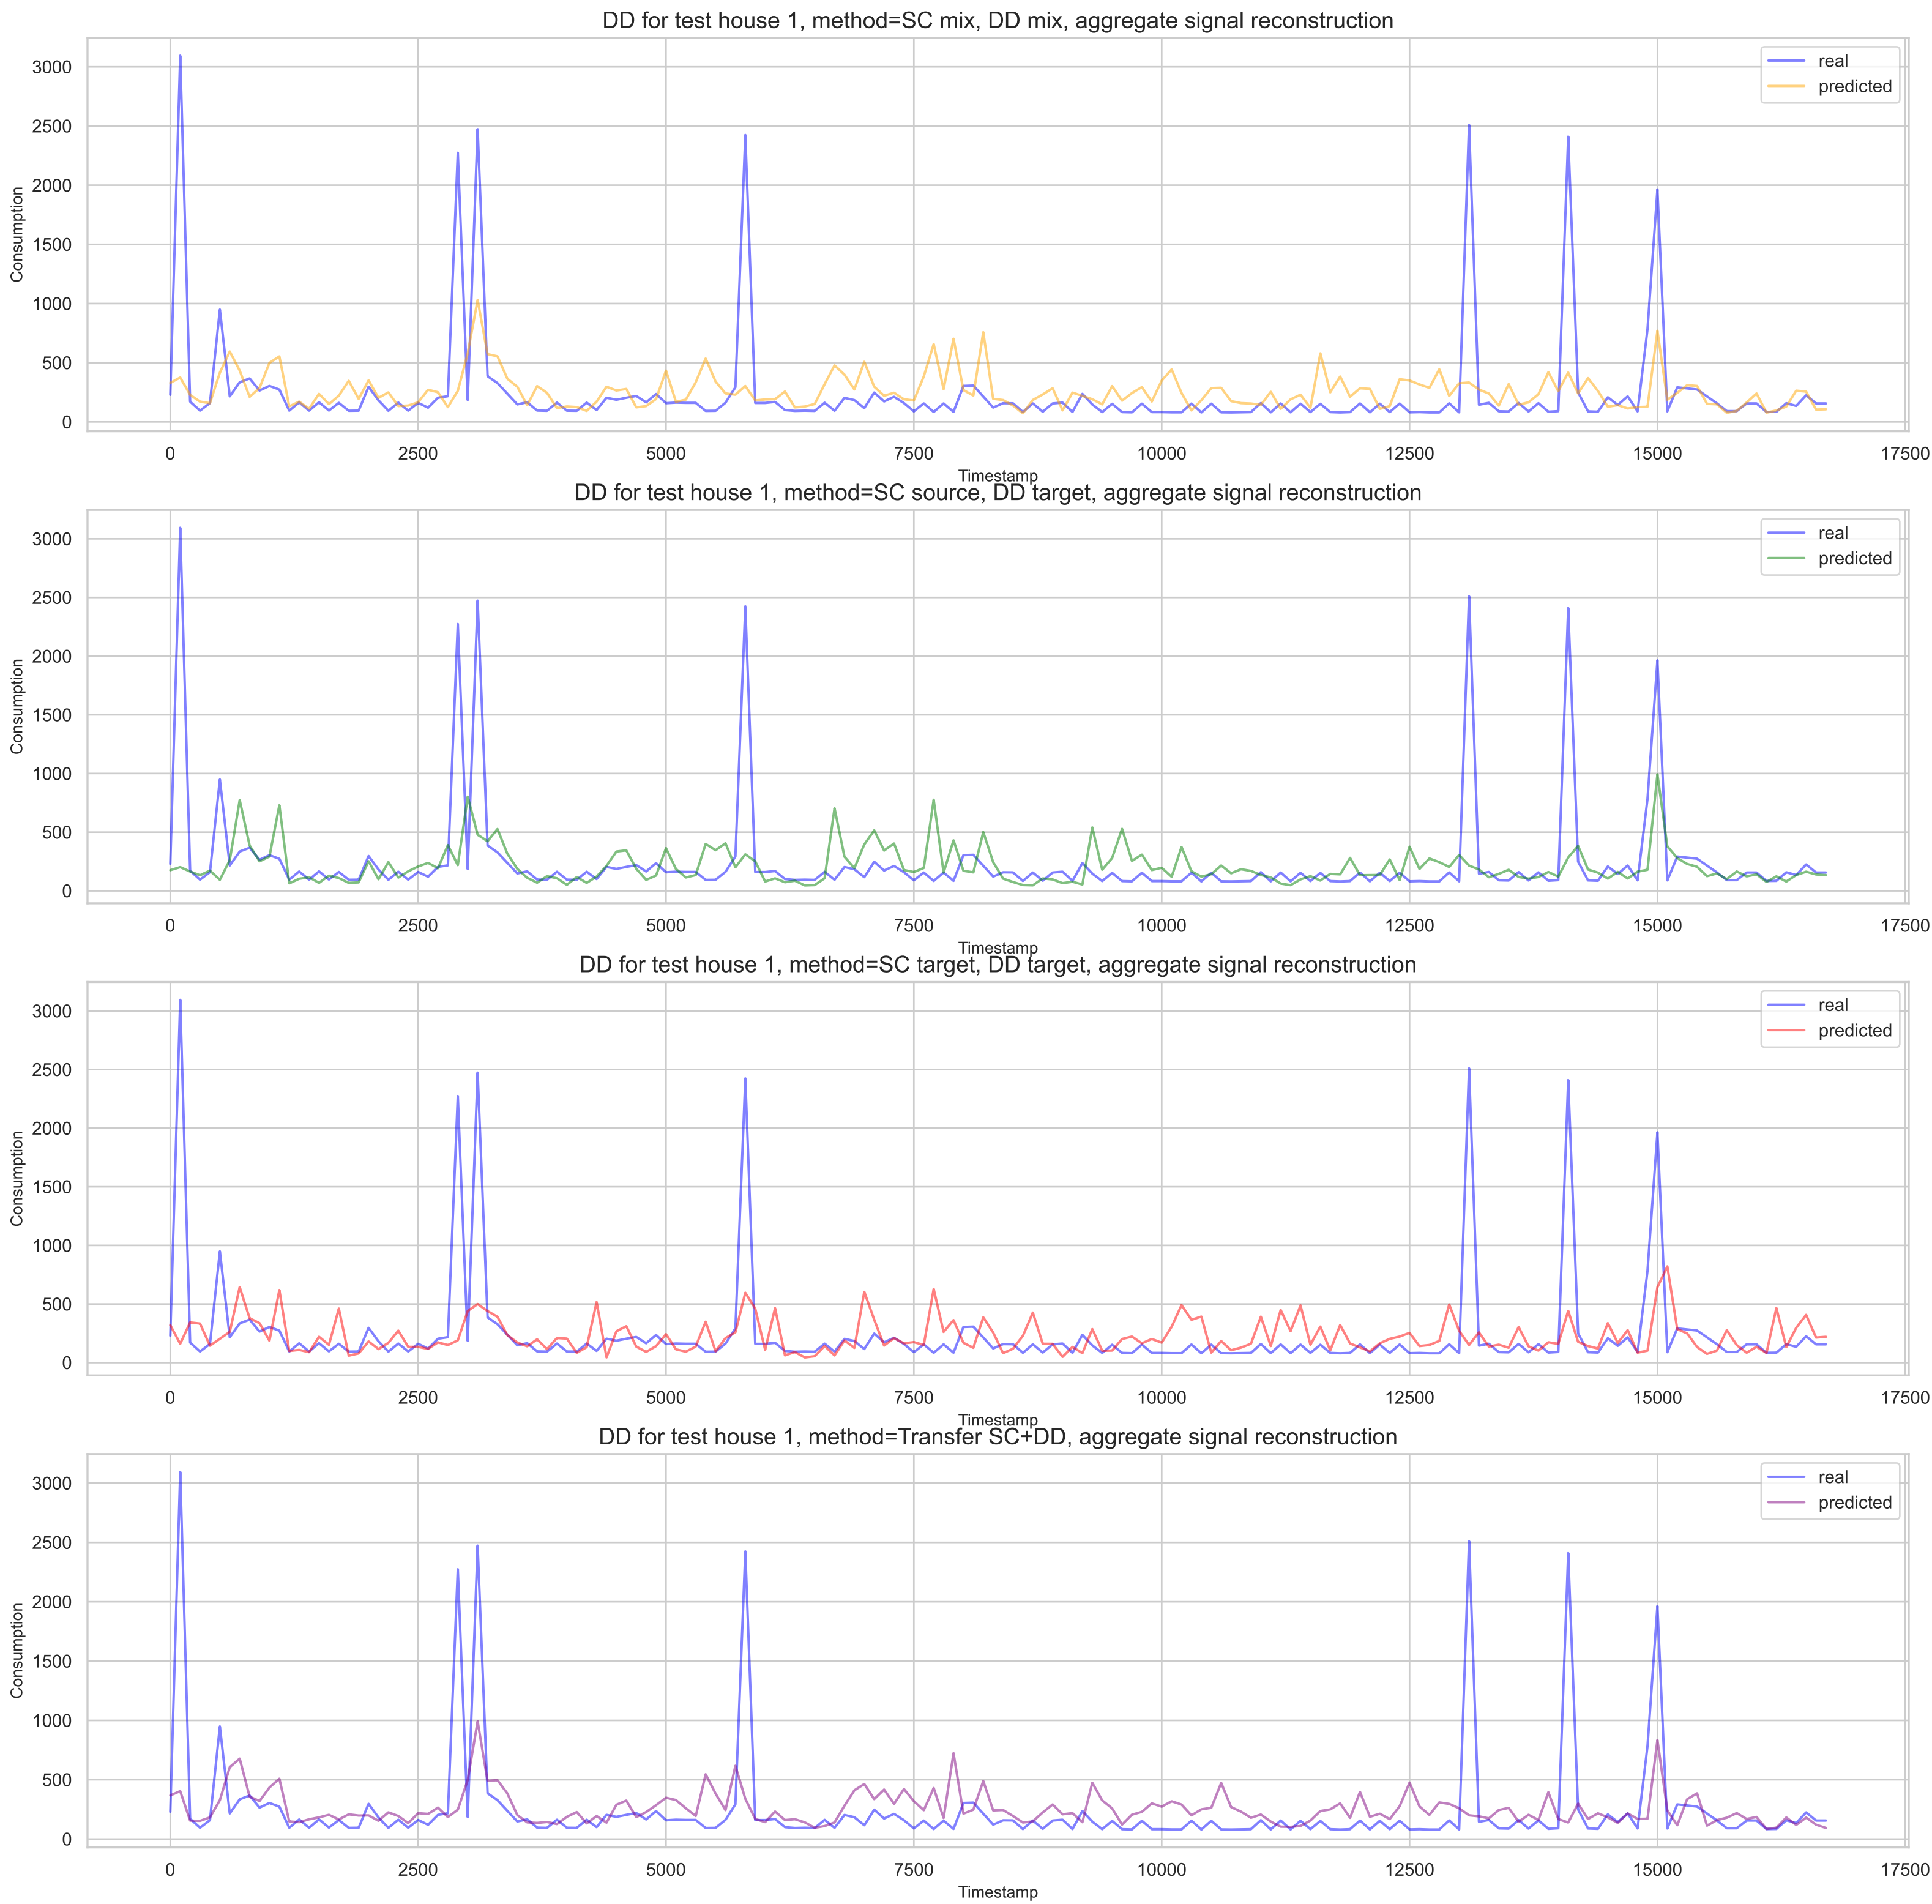 DD for test house 1, method=SC mix, DD mix, aggregate signal reconstruction
real
predicted
3000
2500
2000
1500
1000
500
0
Consumption
0 2500 5000 7500 10000 12500 15000 17500
Timestamp
DD for test house 1, method=SC source, DD target, aggregate signal reconstruction
real
predicted
3000
2500
2000
1500
1000
500
0
Consumption
0 2500 5000 7500 10000 12500 15000 17500
Timestamp
DD for test house 1, method=SC target, DD target, aggregate signal reconstruction
real
predicted
3000
2500
2000
1500
1000
500
0
Consumption
0 2500 5000 7500 10000 12500 15000 17500
Timestamp
DD for test house 1, method=Transfer SC+DD, aggregate signal reconstruction
real
predicted
3000
2500
2000
1500
1000
500
0
Consumption
0 2500 5000 7500 10000 12500 15000 17500
Timestamp